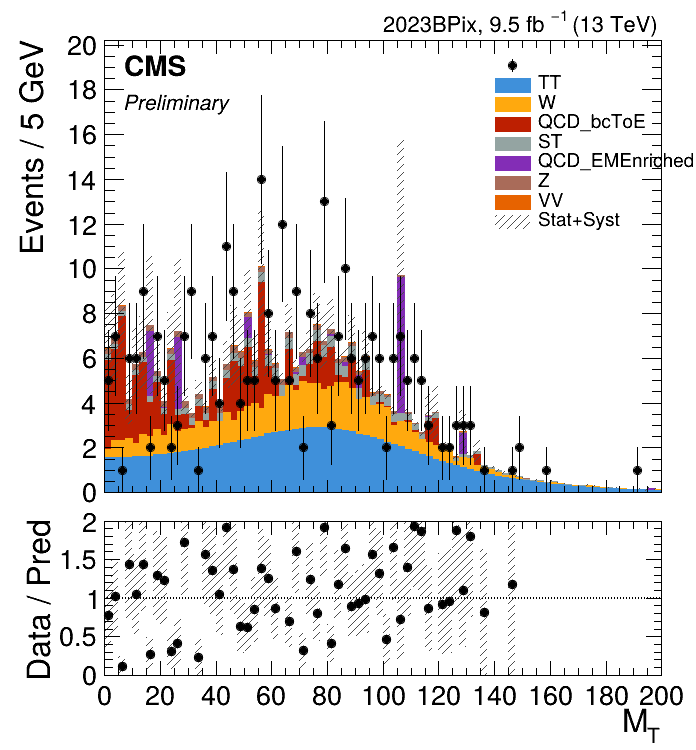 2023BPix, 9.5 fb⁻¹ (13 TeV)
Events / 5 GeV
CMS
Preliminary
TT
W
QCD_bcToE
ST
QCD_EMEnriched
Z
VV
Stat+Syst
20
18
16
14
12
10
8
6
4
2
0
Data / Pred
2
1.5
1
0.5
0
0 20 40 60 80 100 120 140 160 180 200
M_T